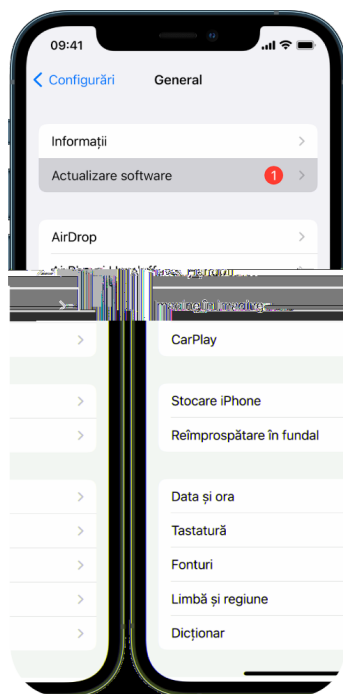 09:41
Configurări
General
Informații
Actualizare software
1
AirDrop
CarPlay
Stocare iPhone
Reîmprospătare în fundal
Data și ora
Tastatură
Fonturi
Limbă și regiune
Dicționar